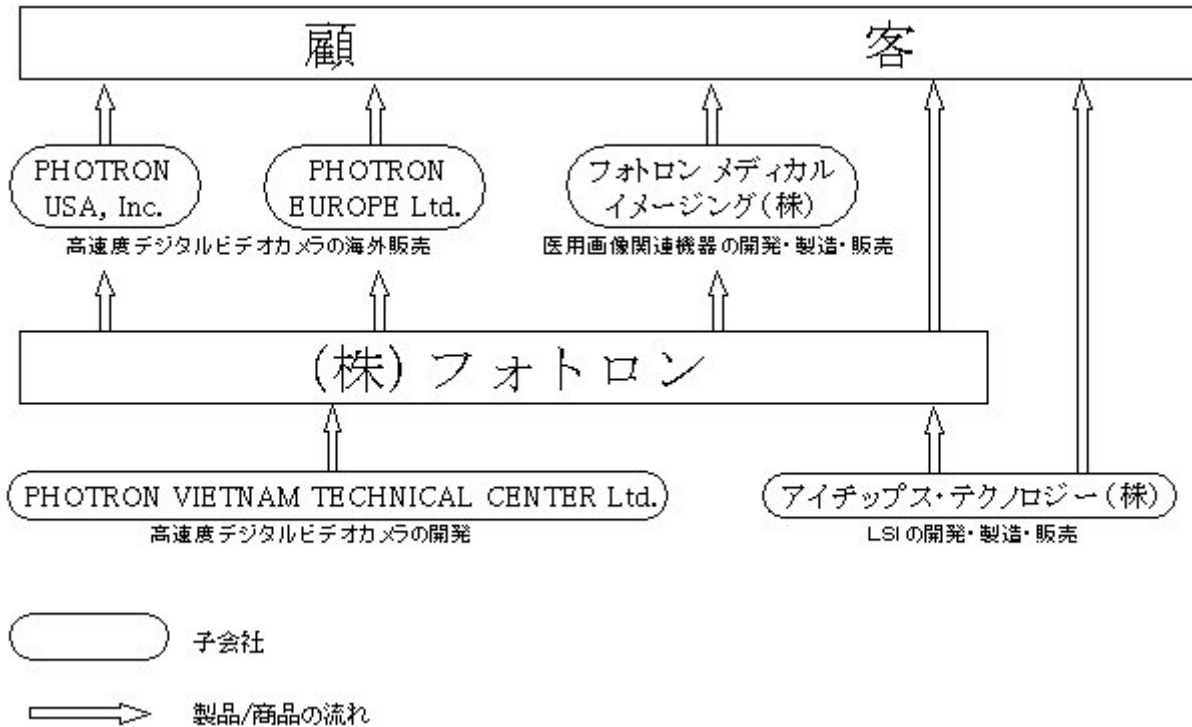 顧客
PHOTRON
USA, Inc.
PHOTRON
EUROPE Ltd.
フォトロン メディカル
イメージング(株)
高速度デジタルビデオカメラの海外販売
医用画像関連機器の開発・製造・販売
(株)フォトロン
PHOTRON VIETNAM TECHNICAL CENTER Ltd.
アイチップス・テクノロジー(株)
高速度デジタルビデオカメラの開発
LSIの開発・製造・販売
子会社
製品/商品の流れ